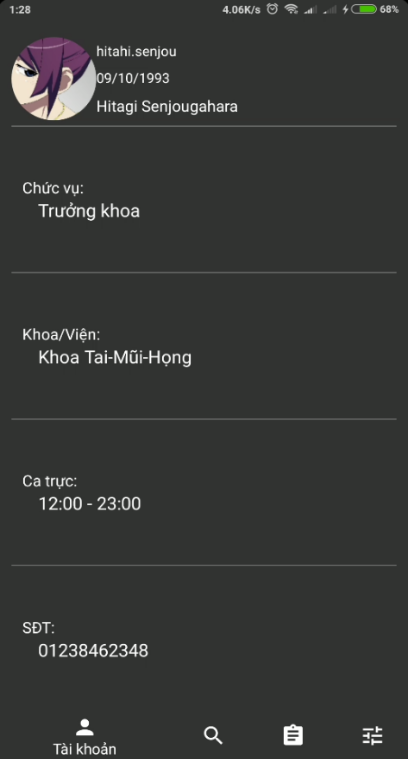 1:28
4.06K/s
68%
hitahi.senjou
09/10/1993
Hitagi Senjougahara
Chức vụ:
Trưởng khoa
Khoa/Viện:
Khoa Tai-Mũi-Họng
Ca trực:
12:00 - 23:00
SĐT:
01238462348
Tài khoản